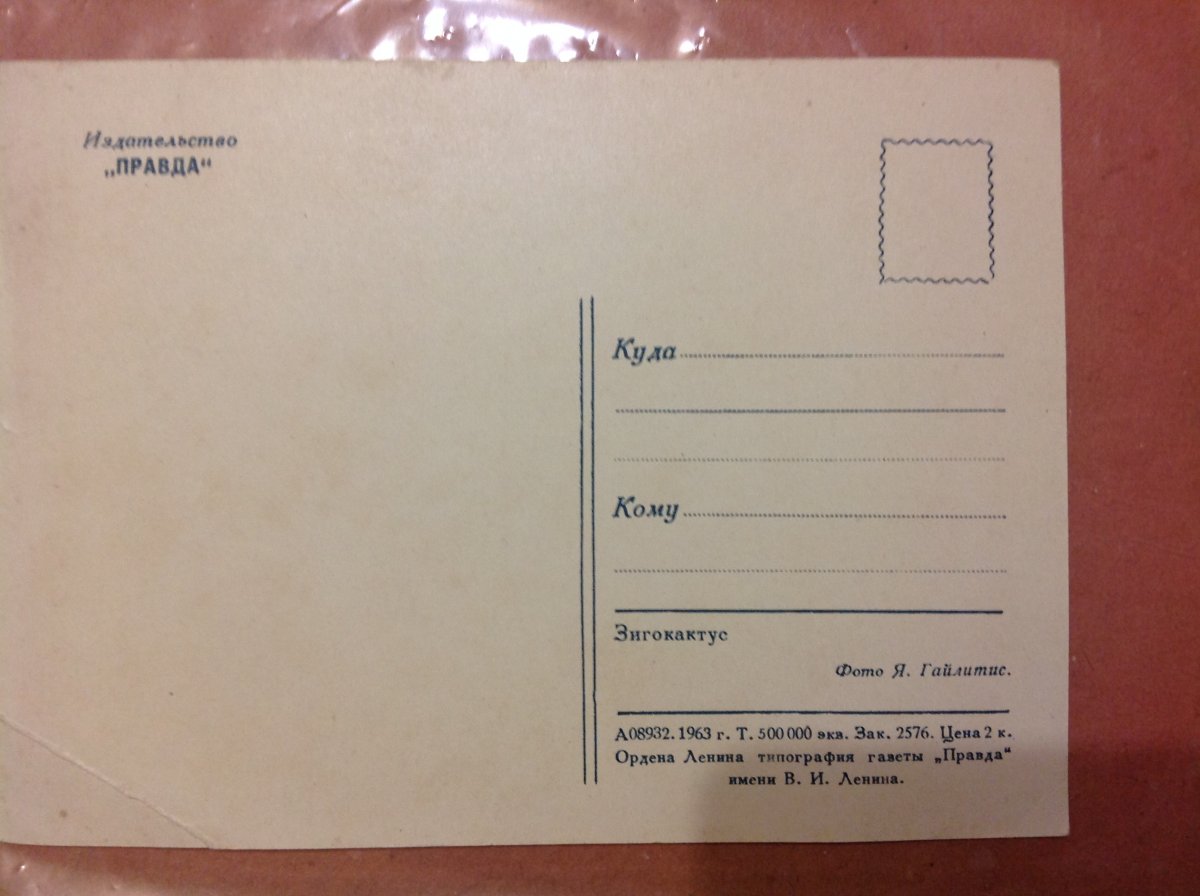 Издательство
„ПРАВДА“
Куда
Кому
Зигокактус
Фото Я. Гайлитис.
А08932. 1963 г. Т. 500 000 экв. Зак. 2576. Цена 2 к.
Ордена Ленина типография газеты „Правда“
имени В. И. Ленина.